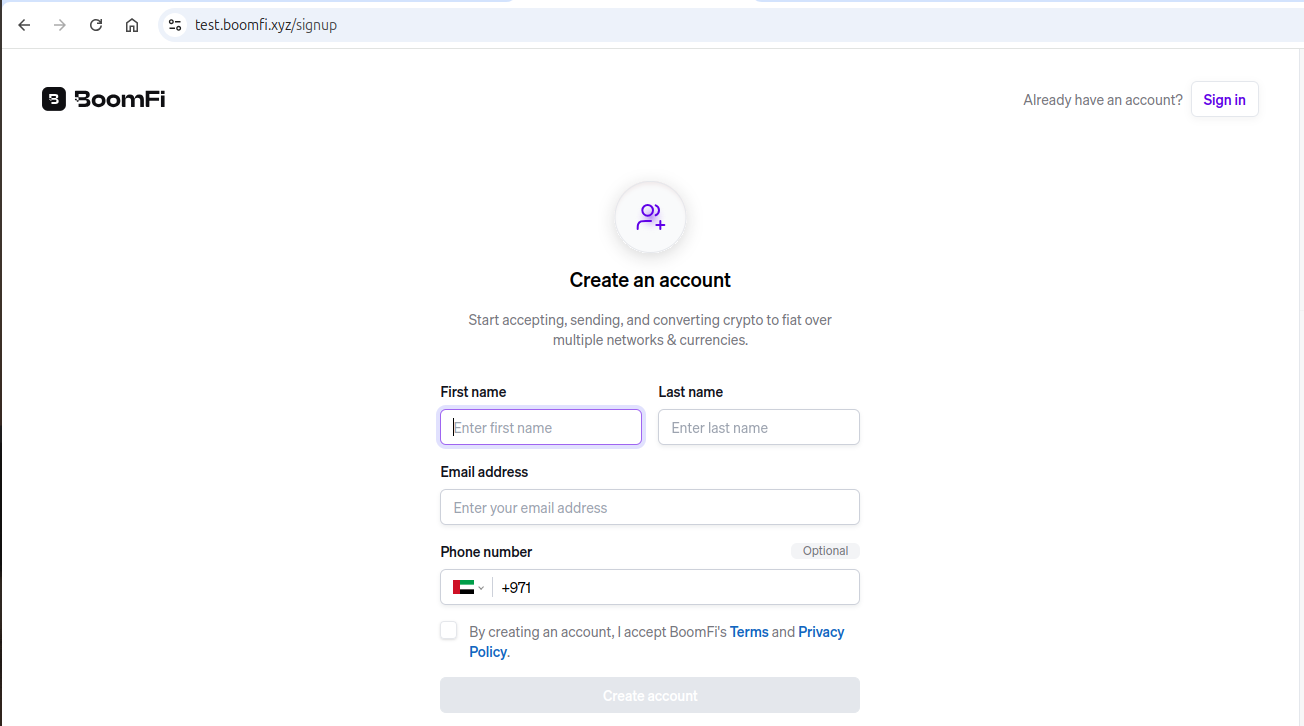 test.boomfi.xyz/signup
B BoomFi
Already have an account? Sign in
Create an account
Start accepting, sending, and converting crypto to fiat over
multiple networks & currencies.
First name Last name
Enter first name Enter last name
Email address
Enter your email address
Phone number Optional
+971
By creating an account, I accept BoomFi's Terms and Privacy
Policy.
Create account